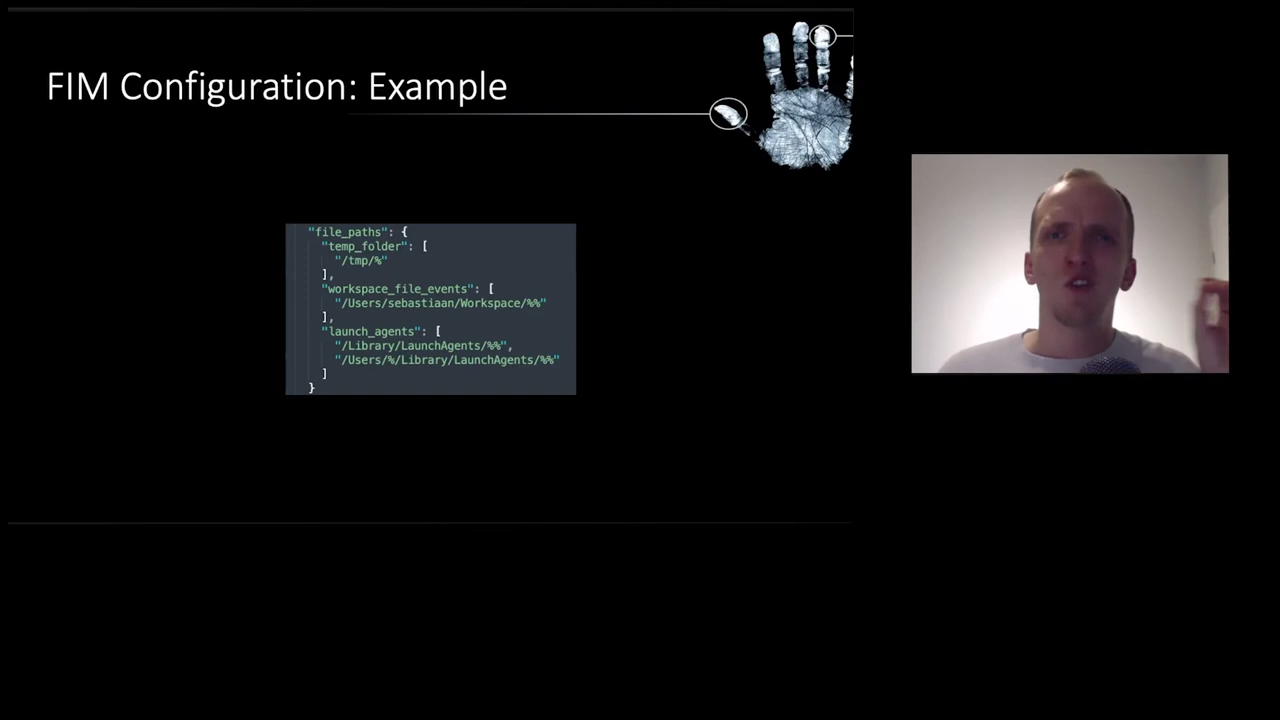 FIM Configuration: Example
"file_paths": {
"temp_folder": [
"/tmp/%"
],
"workspace_file_events": [
"/Users/sebastiaan/Workspace/%%"
],
"launch_agents": [
"/Library/LaunchAgents/%%",
"/Users/%/Library/LaunchAgents/%%"
]
}